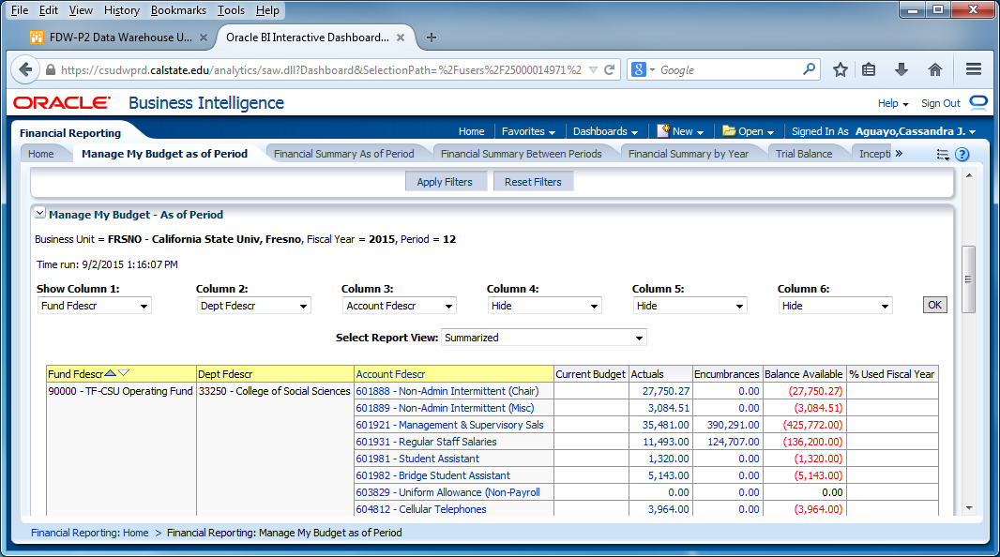 File Edit View History Bookmarks Tools Help
FDW-P2 Data Warehouse U... Oracle BI Interactive Dashboard...
https://csudwprd.calstate.edu/analytics/saw.dll?Dashboard&SelectionPath=%2Fusers%2F25000014971%2 Google
ORACLE Business Intelligence Help Sign Out
Financial Reporting Home Favorites Dashboards New Open Signed In As Aguayo,Cassandra J.
Home Manage My Budget as of Period Financial Summary As of Period Financial Summary Between Periods Financial Summary by Year Trial Balance Incepti »
Apply Filters Reset Filters
Manage My Budget - As of Period
Business Unit = FRSNO - California State Univ, Fresno, Fiscal Year = 2015, Period = 12
Time run: 9/2/2015 1:16:07 PM
Show Column 1: Column 2: Column 3: Column 4: Column 5: Column 6:
Fund Fdescr Dept Fdescr Account Fdescr Hide Hide Hide OK
Select Report View: Summarized
Fund Fdescr Dept Fdescr Account Fdescr Current Budget Actuals Encumbrances Balance Available % Used Fiscal Year
90000 - TF-CSU Operating Fund 33250 - College of Social Sciences 601888 - Non-Admin Intermittent (Chair) 27,750.27 0.00 (27,750.27)
601889 - Non-Admin Intermittent (Misc) 3,084.51 0.00 (3,084.51)
601921 - Management & Supervisory Sals 35,481.00 390,291.00 (425,772.00)
601931 - Regular Staff Salaries 11,493.00 124,707.00 (136,200.00)
601981 - Student Assistant 1,320.00 0.00 (1,320.00)
601982 - Bridge Student Assistant 5,143.00 0.00 (5,143.00)
603829 - Uniform Allowance (Non-Payroll 0.00 0.00 0.00
604812 - Cellular Telephones 3,964.00 0.00 (3,964.00)
Financial Reporting: Home > Financial Reporting: Manage My Budget as of Period